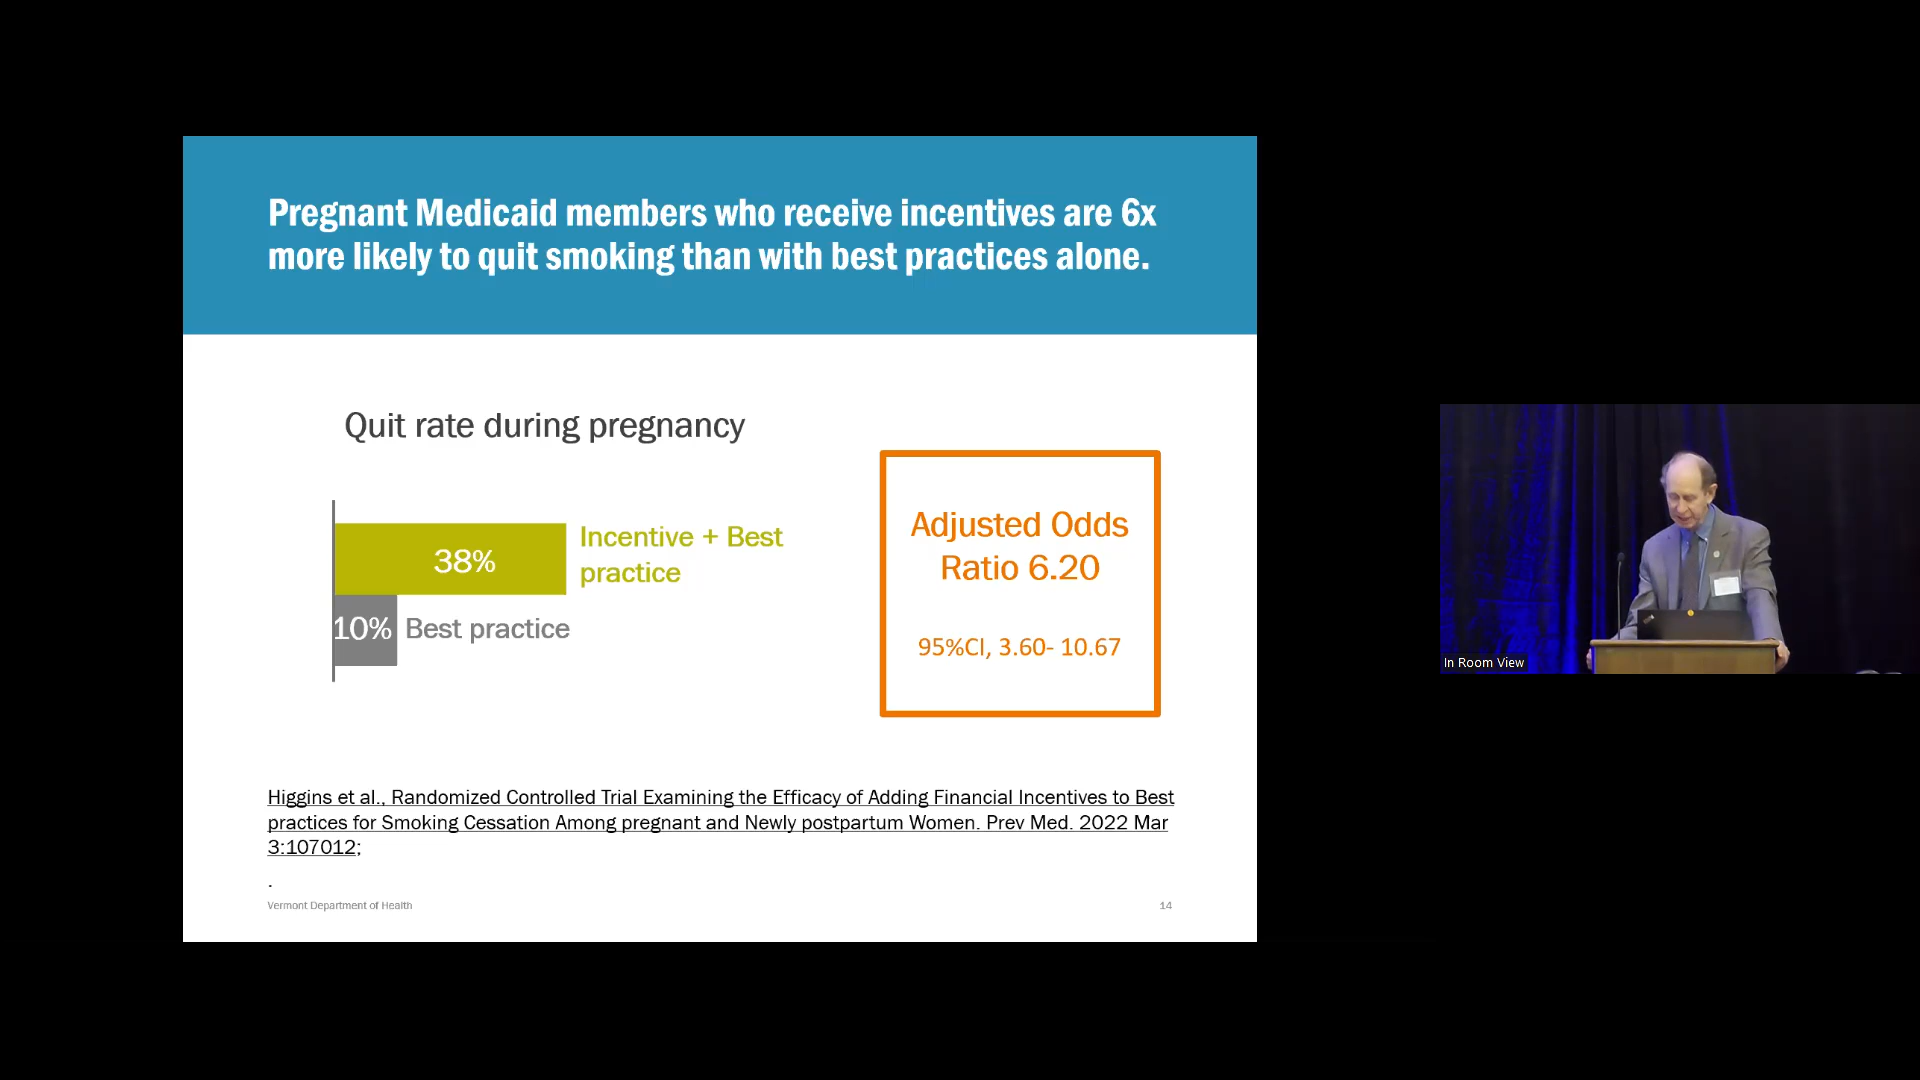 Pregnant Medicaid members who receive incentives are 6x
more likely to quit smoking than with best practices alone.
Quit rate during pregnancy
38%
Incentive + Best
practice
10%
Best practice
Adjusted Odds
Ratio 6.20
95%CI, 3.60- 10.67
Higgins et al., Randomized Controlled Trial Examining the Efficacy of Adding Financial Incentives to Best
practices for Smoking Cessation Among pregnant and Newly postpartum Women. Prev Med. 2022 Mar
3:107012;
.
Vermont Department of Health
14
In Room View